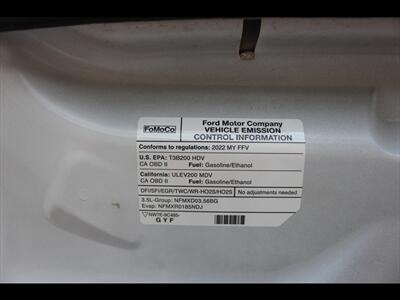 FoMoCo
Ford Motor Company
VEHICLE EMISSION
CONTROL INFORMATION
Conforms to regulations: 2022 MY FFV
U.S. EPA: T3B200 HDV
CA OBD II Fuel: Gasoline/Ethanol
California: ULEV200 MDV
CA OBD II Fuel: Gasoline/Ethanol
DFI/SFI/EGR/TWC/WR-HO2S/HO2S No adjustments needed.
3.5L-Group: NFMXD03.56BG
Evap: NFMXR0185NDJ
NW7E-9C485-
GYF